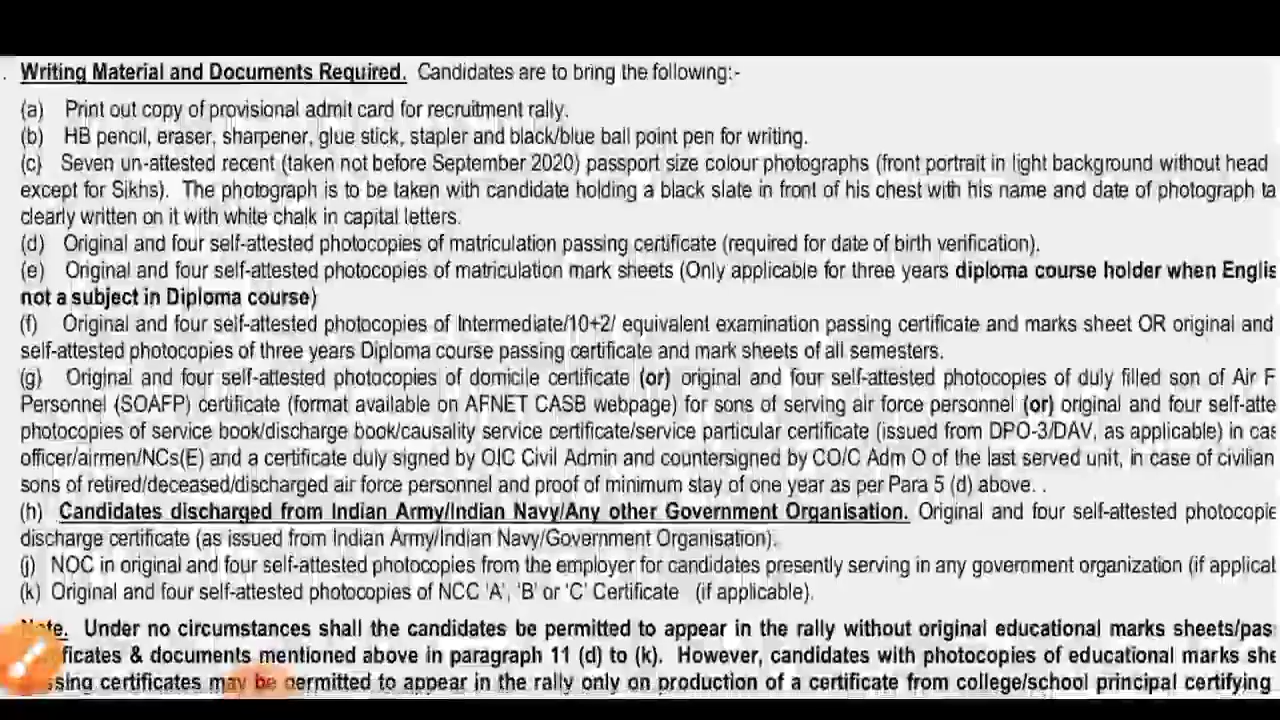 . Writing Material and Documents Required. Candidates are to bring the following:-
(a) Print out copy of provisional admit card for recruitment rally.
(b) HB pencil, eraser, sharpener, glue stick, stapler and black/blue ball point pen for writing.
(c) Seven un-attested recent (taken not before September 2020) passport size colour photographs (front portrait in light background without head
except for Sikhs). The photograph is to be taken with candidate holding a black slate in front of his chest with his name and date of photograph ta
clearly written on it with white chalk in capital letters.
(d) Original and four self-attested photocopies of matriculation passing certificate (required for date of birth verification).
(e) Original and four self-attested photocopies of matriculation mark sheets (Only applicable for three years diploma course holder when Englis
not a subject in Diploma course)
(f) Original and four self-attested photocopies of Intermediate/10+2/ equivalent examination passing certificate and marks sheet OR original and
self-attested photocopies of three years Diploma course passing certificate and mark sheets of all semesters.
(g) Original and four self-attested photocopies of domicile certificate (or) original and four self-attested photocopies of duly filled son of Air F
Personnel (SOAFP) certificate (format available on AFNET CASB webpage) for sons of serving air force personnel (or) original and four self-atte
photocopies of service book/discharge book/causality service certificate/service particular certificate (issued from DPO-3/DAV, as applicable) in cas
officer/airmen/NCs(E) and a certificate duly signed by OIC Civil Admin and countersigned by CO/C Adm O of the last served unit, in case of civilian
sons of retired/deceased/discharged air force personnel and proof of minimum stay of one year as per Para 5 (d) above. .
(h) Candidates discharged from Indian Army/Indian Navy/Any other Government Organisation. Original and four self-attested photocopie
discharge certificate (as issued from Indian Army/Indian Navy/Government Organisation).
(j) NOC in original and four self-attested photocopies from the employer for candidates presently serving in any government organization (if applicat
(k) Original and four self-attested photocopies of NCC 'A', 'B' or 'C' Certificate (if applicable).
Note. Under no circumstances shall the candidates be permitted to appear in the rally without original educational marks sheets/pas
ficates & documents mentioned above in paragraph 11 (d) to (k). However, candidates with photocopies of educational marks she
ssing certificates may be permitted to appear in the rally only on production of a certificate from college/school principal certifying